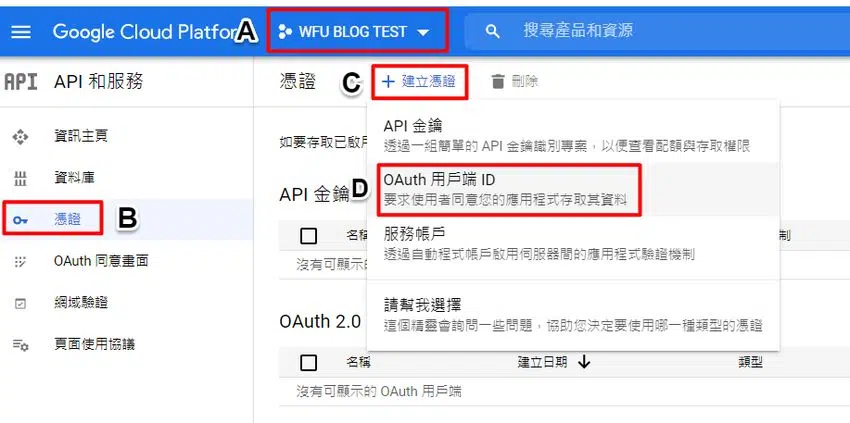 Google Cloud Platfor
A
WFU BLOG TEST
搜尋產品和資源
API
API 和服務
憑證
C
+ 建立憑證
刪除
資訊主頁
資料庫
B
憑證
OAuth 同意畫面
網域驗證
頁面使用協議
如要存取已啟用
API 金鑰
透過一組簡單的 API 金鑰識別專案，以便查看配額與存取權限
API 金鑰
D
OAuth 用戶端 ID
要求使用者同意您的應用程式存取其資料
名稱
制
服務帳戶
透過自動程式帳戶啟用伺服器間的應用程式驗證機制
沒有可顯示的
請幫我選擇
這個精靈會詢問一些問題，協助您決定要使用哪一種類型的憑證
OAuth 2.0
名稱
建立日期
類型
沒有可顯示的 OAuth 用戶端